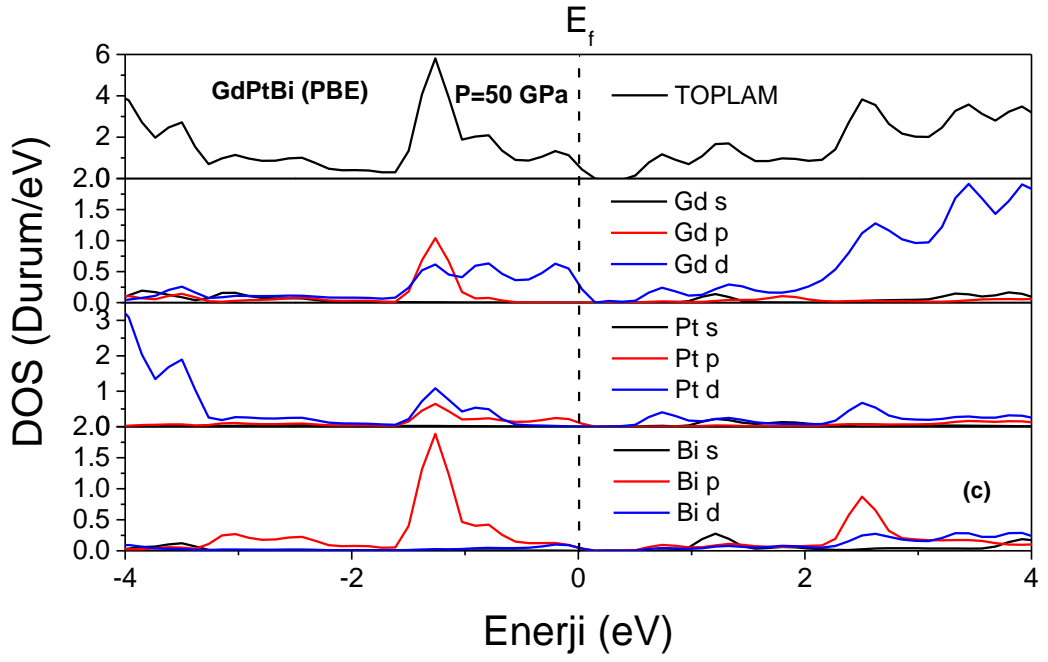 E_f
GdPtBi (PBE)
P=50 GPa
TOPLAM
6
4
2
2.0
1.5
1.0
0.5
0.0
Gd s
Gd p
Gd d
3
2
1
2.0
Pt s
Pt p
Pt d
1.5
1.0
0.5
0.0
Bi s
Bi p
Bi d
(c)
-4
-2
0
2
4
DOS (Durum/eV)
Enerji (eV)